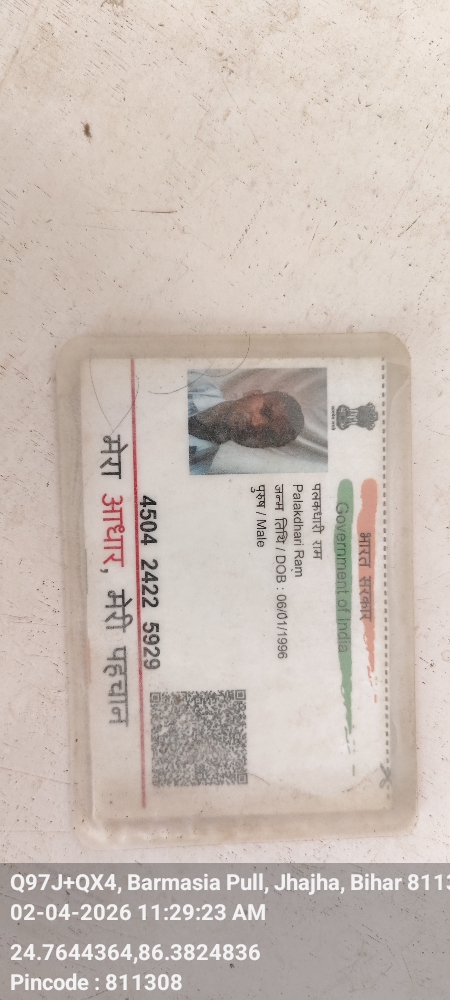 भारत सरकार
Government of India
पलकधारी राम
Palakdhari Ram
जन्म तिथि / DOB : 06/01/1996
पुरुष / Male
4504 2422 5929
मेरा आधार, मेरी पहचान
Q97J+QX4, Barmasia Pull, Jhajha, Bihar 8113
02-04-2026 11:29:23 AM
24.7644364,86.3824836
Pincode : 811308